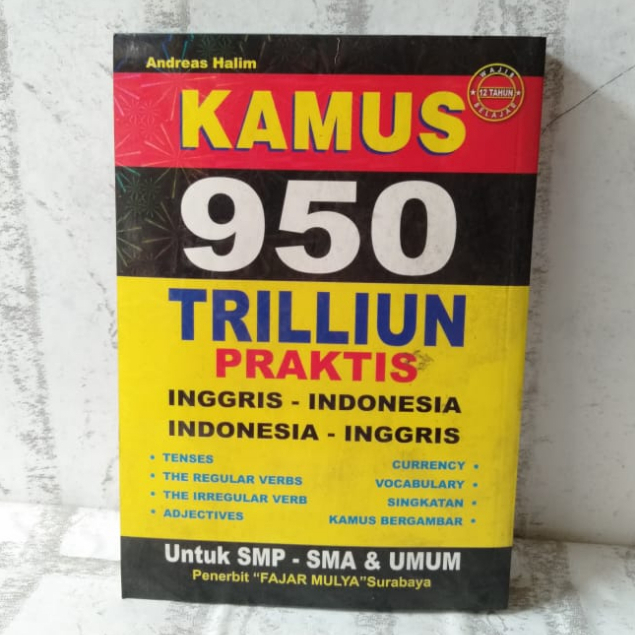 Andreas Halim
WAJIB
12 TAHUN
BELAJAR
KAMUS
950
TRILLIUN
PRAKTIS
INGGRIS - INDONESIA
INDONESIA - INGGRIS
• TENSES
• THE REGULAR VERBS
• THE IRREGULAR VERB
• ADJECTIVES
CURRENCY •
VOCABULARY •
SINGKATAN •
KAMUS BERGAMBAR •
Untuk SMP - SMA & UMUM
Penerbit "FAJAR MULYA"Surabaya